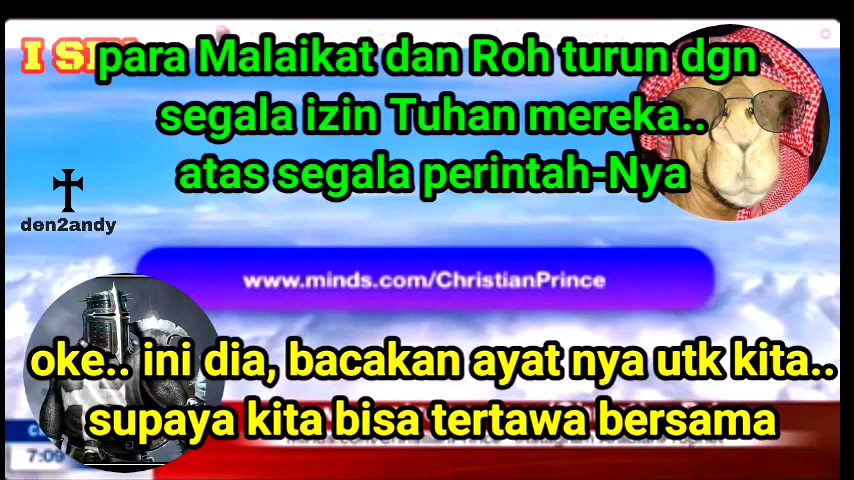 I SP
para Malaikat dan Roh turun dgn
segala izin Tuhan mereka..
atas segala perintah-Nya
den2andy
www.minds.com/ChristianPrince
oke.. ini dia, bacakan ayat nya utk kita..
supaya kita bisa tertawa bersama
7:09